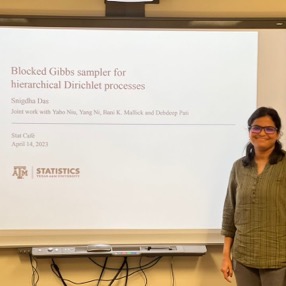 Blocked Gibbs sampler for
hierarchical Dirichlet processes
Snigdha Das
Joint work with Yabo Niu, Yang Ni, Bani K. Mallick and Debdeep Pati
Stat Café
April 14, 2023
ATM STATISTICS
TEXAS A&M UNIVERSITY